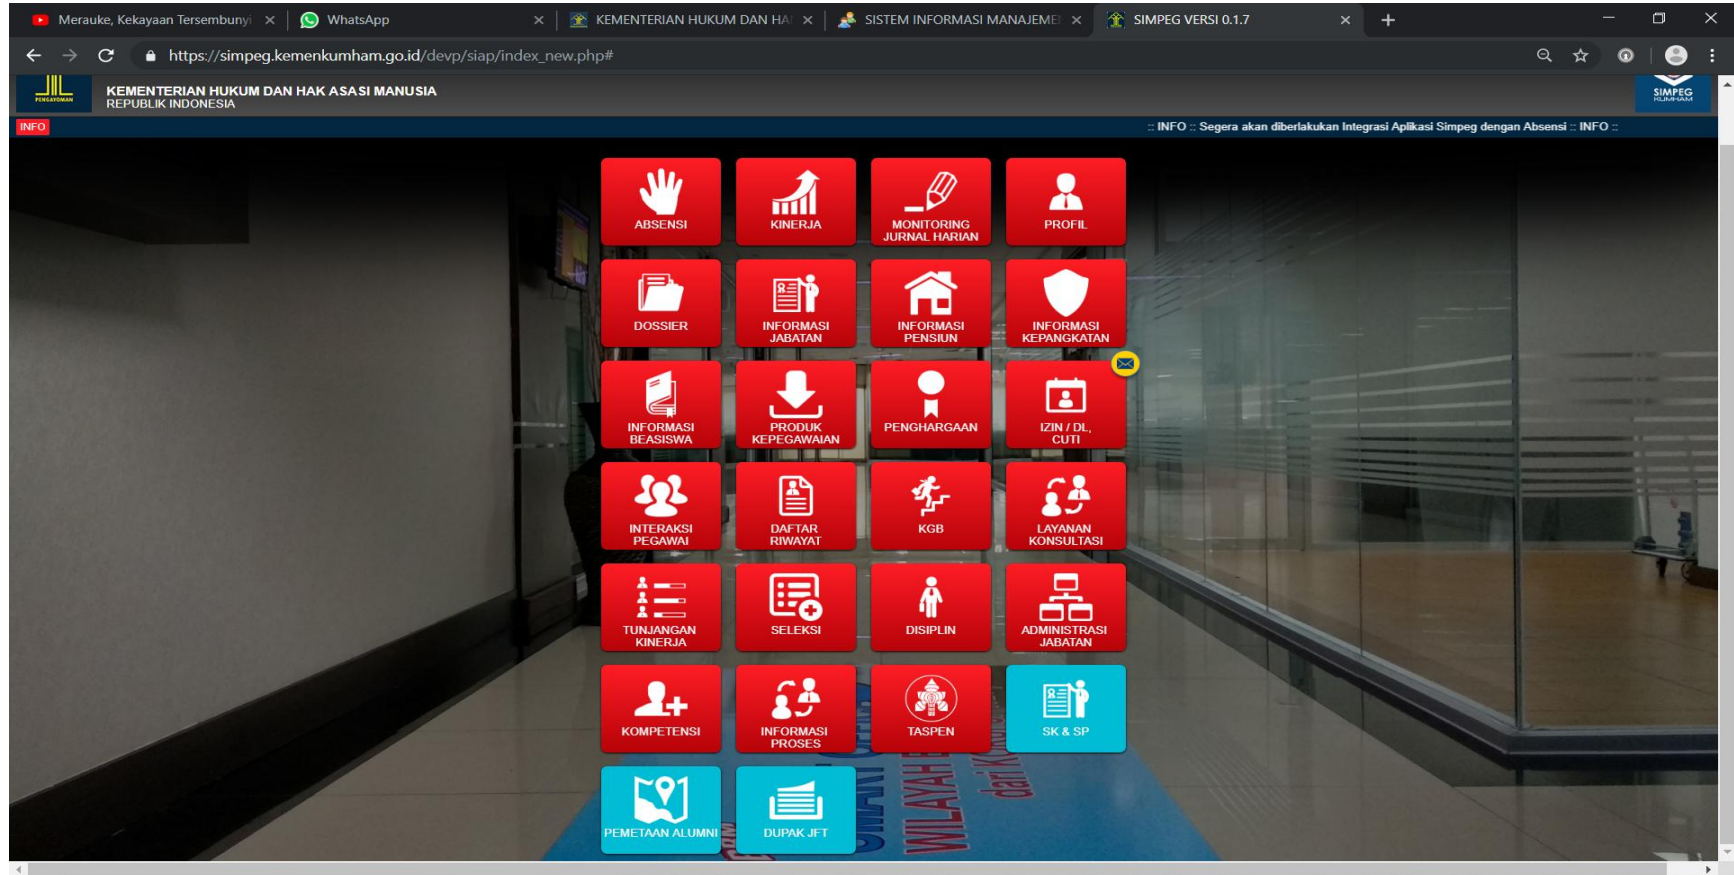 Merauke, Kekayaan Tersembunyi
WhatsApp
KEMENTERIAN HUKUM DAN HA
SISTEM INFORMASI MANAJEME
SIMPEG VERSI 0.1.7
https://simpeg.kemenkumham.go.id/devp/siap/index_new.php#
PENGAYOMAN
KEMENTERIAN HUKUM DAN HAK ASASI MANUSIA
REPUBLIK INDONESIA
SIMPEG
KUMHAM
INFO
:: INFO :: Segera akan diberlakukan Integrasi Aplikasi Simpeg dengan Absensi :: INFO ::
ABSENSI
KINERJA
MONITORING
JURNAL HARIAN
PROFIL
DOSSIER
INFORMASI
JABATAN
INFORMASI
PENSIUN
INFORMASI
KEPANGKATAN
INFORMASI
BEASISWA
PRODUK
KEPEGAWAIAN
PENGHARGAAN
IZIN / DL,
CUTI
INTERAKSI
PEGAWAI
DAFTAR
RIWAYAT
KGB
LAYANAN
KONSULTASI
TUNJANGAN
KINERJA
SELEKSI
DISIPLIN
ADMINISTRASI
JABATAN
KOMPETENSI
INFORMASI
PROSES
TASPEN
SK & SP
PEMETAAN ALUMNI
DUPAK JFT
WILAYAH
dari